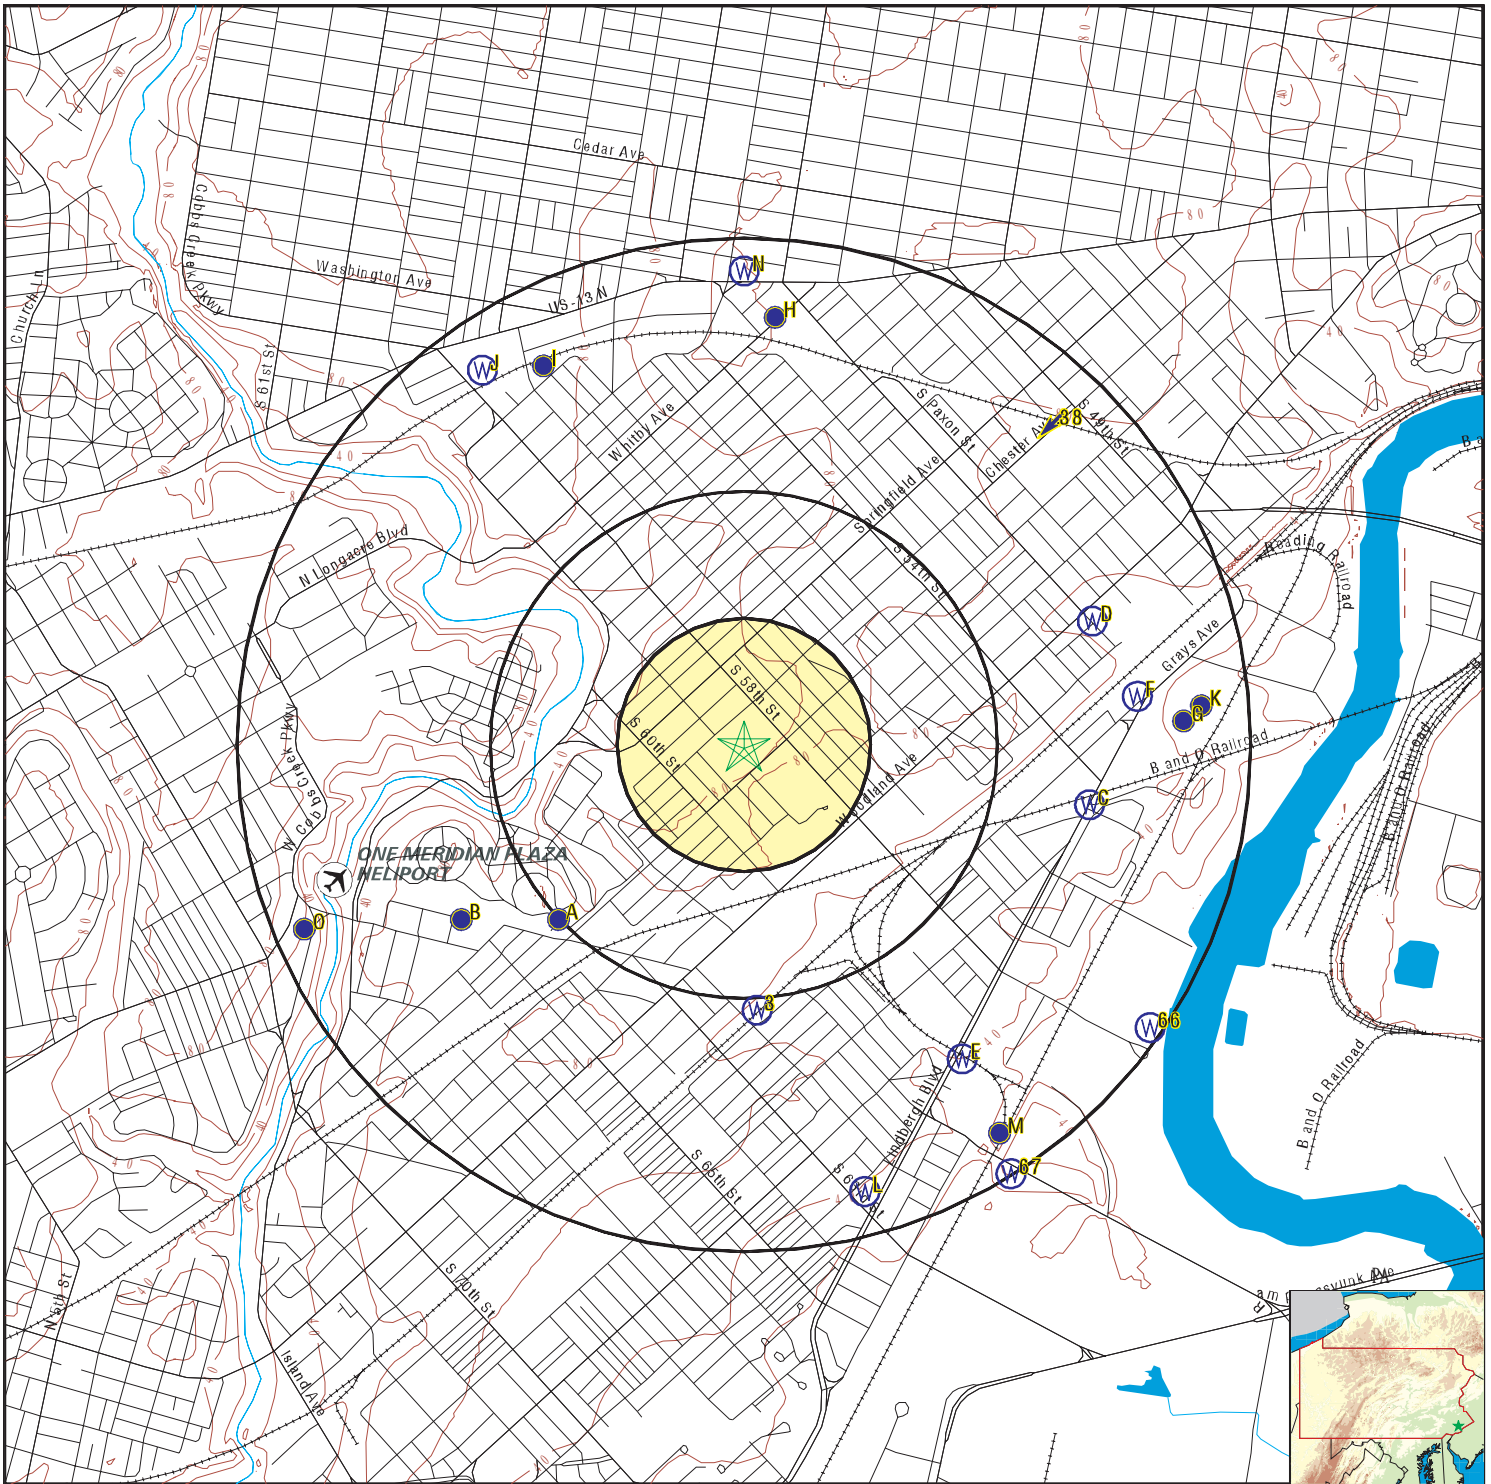 Cedar Ave
Cobbs Creek Pkwy
Washington Ave
US-13 N
Church Ln
S 61st St
N
H
J
I
Whitby Ave
S Paxon St
Chester Ave
38
S 49th St
Springfield Ave
S 54th St
N Longacre Blvd
Reading Railroad
D
Grays Ave
F
K
G
S 58th St
S 60th St
B and O Railroad
Woodland Ave
C
W Cobbs Creek Pkwy
ONE MERIDIAN PLAZA
HELIPORT
B and O Railroad
O
B
A
3
66
E
Lindbergh Blvd
M
67
L
B and O Railroad
S 65th St
S 70th St
N 5th St
Island Ave
80
40
W